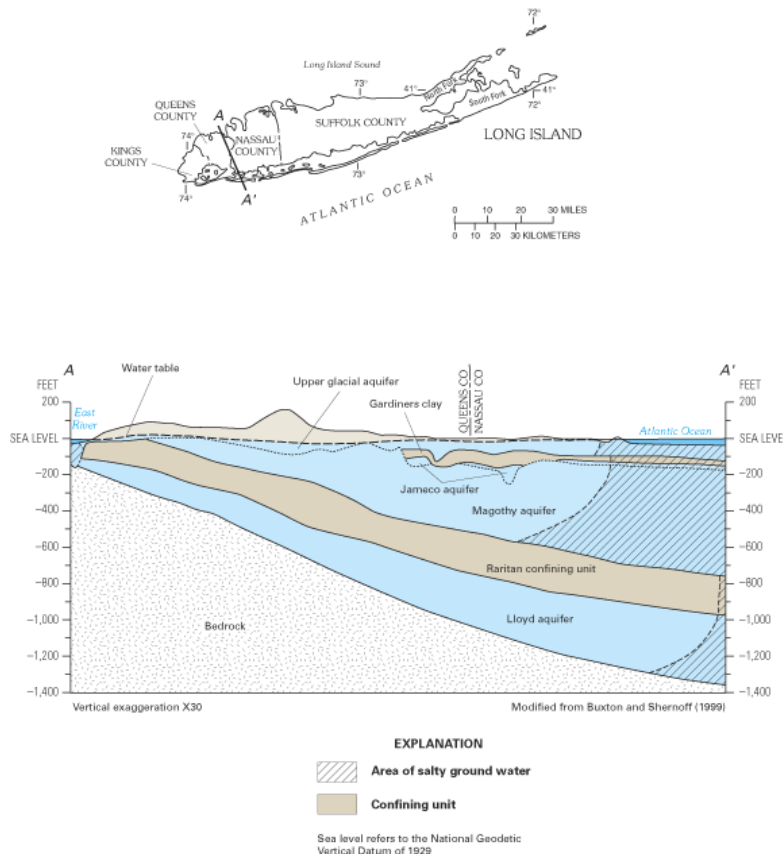 72°
Long Island Sound
73°
41°
North Fork
41°
72°
South Fork
QUEENS
COUNTY
A
SUFFOLK COUNTY
74°
NASSAU
COUNTY
LONG ISLAND
KINGS
COUNTY
73°
74°
A'
ATLANTIC OCEAN
0 10 20 30 MILES
0 10 20 30 KILOMETERS
A
A'
FEET
Water table
Upper glacial aquifer
Gardiners clay
QUEENS CO
NASSAU CO
FEET
200
East
River
Atlantic Ocean
200
SEA LEVEL
SEA LEVEL
−200
Jameco aquifer
−200
−400
Magothy aquifer
−400
−600
Raritan confining unit
−600
−800
−800
−1,000
Bedrock
Lloyd aquifer
−1,000
−1,200
−1,200
−1,400
−1,400
Vertical exaggeration X30
Modified from Buxton and Shernoff (1999)
EXPLANATION
Area of salty ground water
Confining unit
Sea level refers to the National Geodetic
Vertical Datum of 1929